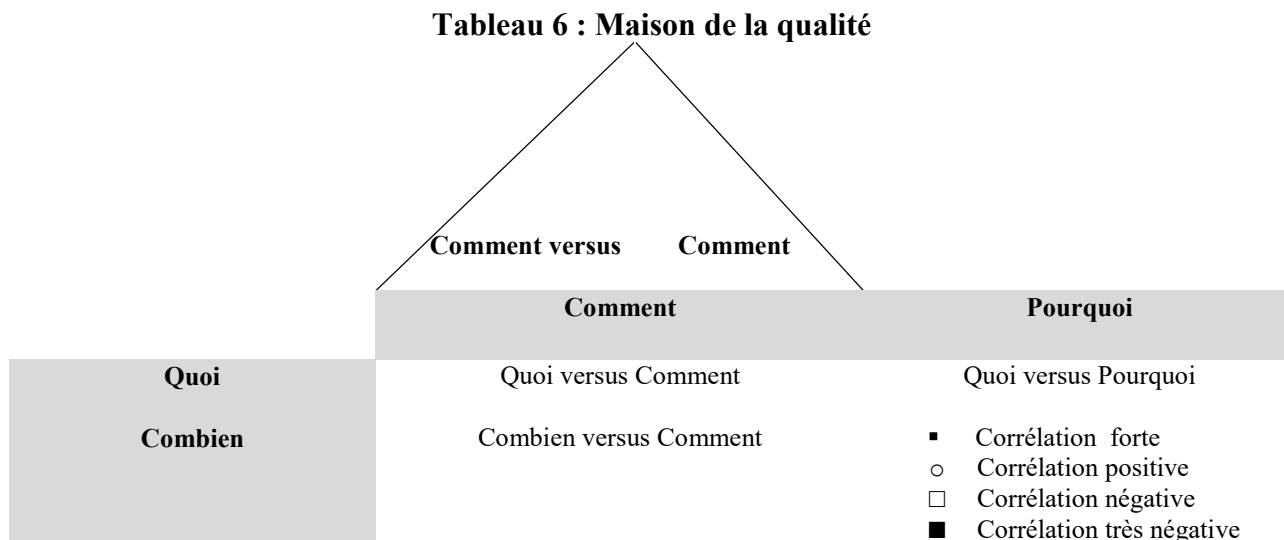 Tableau 6 : Maison de la qualité
Comment versus Comment
Comment Pourquoi
Quoi Quoi versus Comment Quoi versus Pourquoi
Combien Combien versus Comment ▪ Corrélation forte
○ Corrélation positive
□ Corrélation négative
■ Corrélation très négative